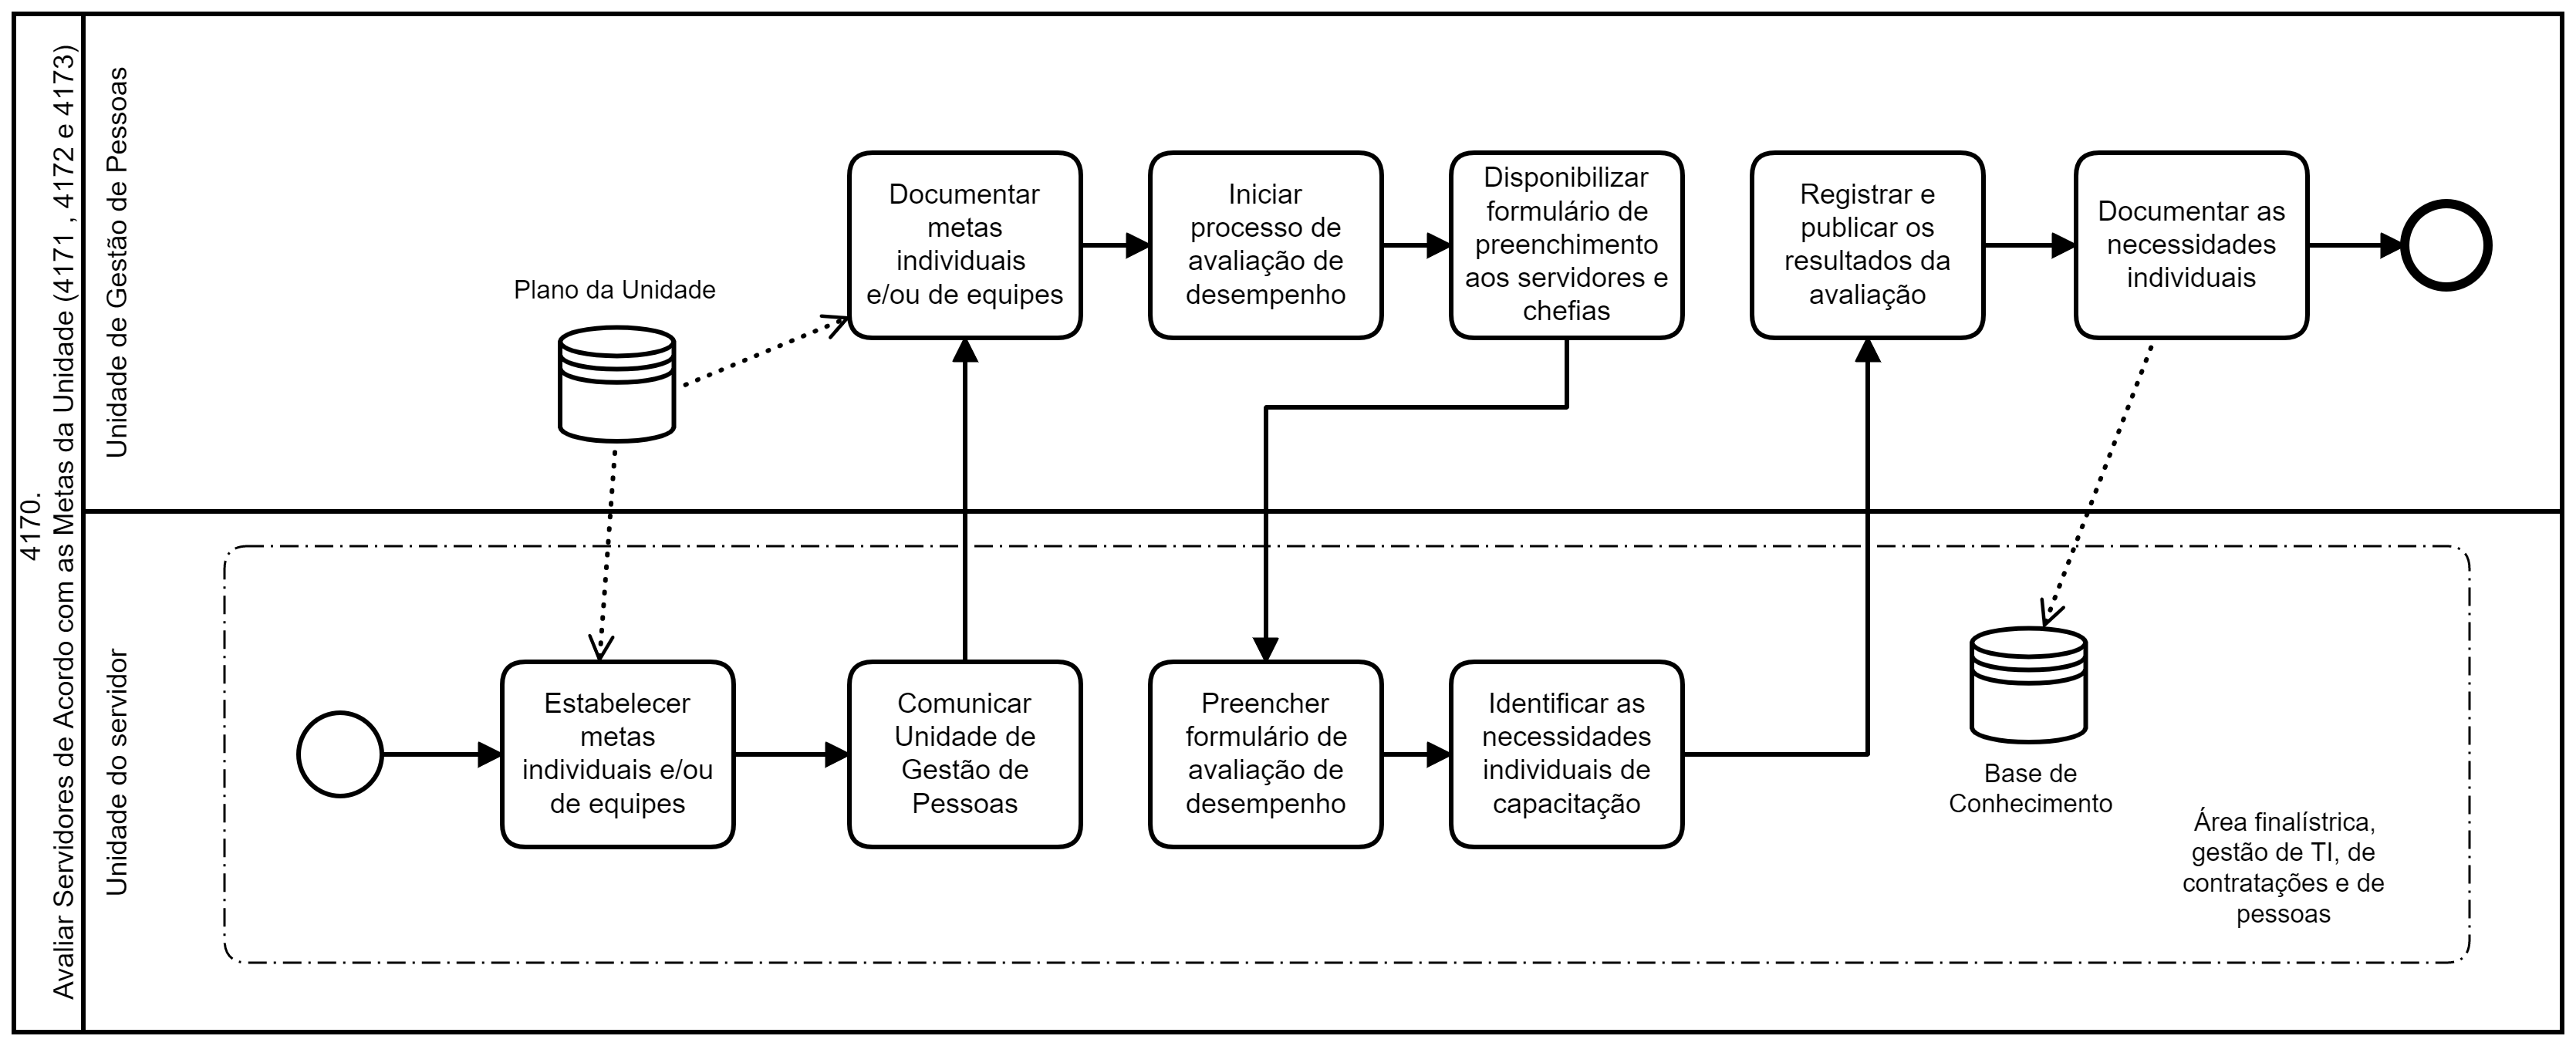 4170.
Avaliar Servidores de Acordo com as Metas da Unidade (4171 , 4172 e 4173)
Unidade de Gestão de Pessoas
Documentar
metas
individuais
e/ou de equipes
Iniciar
processo de
avaliação de
desempenho
Disponibilizar
formulário de
preenchimento
aos servidores e
chefias
Registrar e
publicar os
resultados da
avaliação
Documentar as
necessidades
individuais
Plano da Unidade
Unidade do servidor
Estabelecer
metas
individuais e/ou
de equipes
Comunicar
Unidade de
Gestão de
Pessoas
Preencher
formulário de
avaliação de
desempenho
Identificar as
necessidades
individuais de
capacitação
Base de
Conhecimento
Área finalístrica,
gestão de TI, de
contratações e de
pessoas